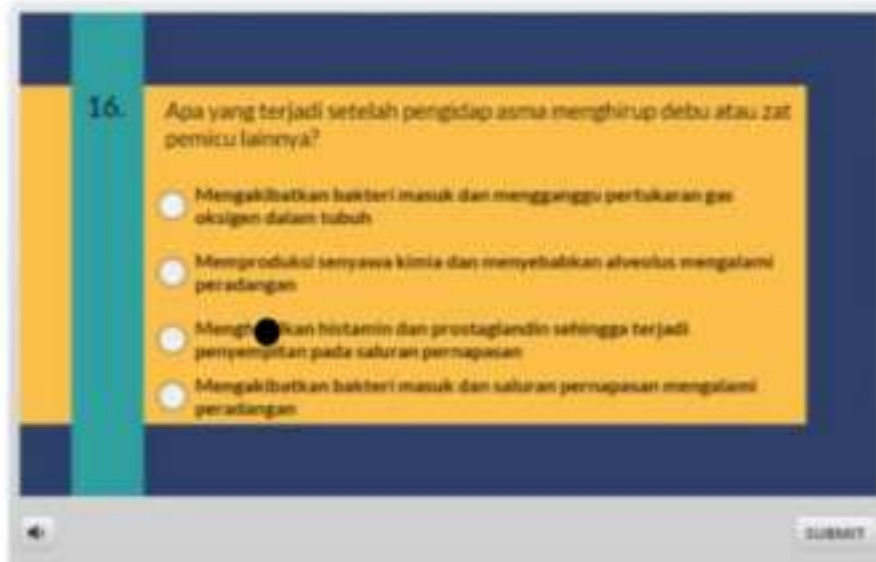 16.
Apa yang terjadi setelah pengidap asma menghirup debu atau zat
pemicu lainnya?
Mengakibatkan bakteri masuk dan mengganggu pertukaran gas
oksigen dalam tubuh
Memproduksi senyawa kimia dan menyebabkan alveolus mengalami
peradangan
histamin dan prostaglandin sehingga terjadi
penyempitan pada saluran pernapasan
Mengakibatkan bakteri masuk dan saluran pernapasan mengalami
peradangan
SUBMIT